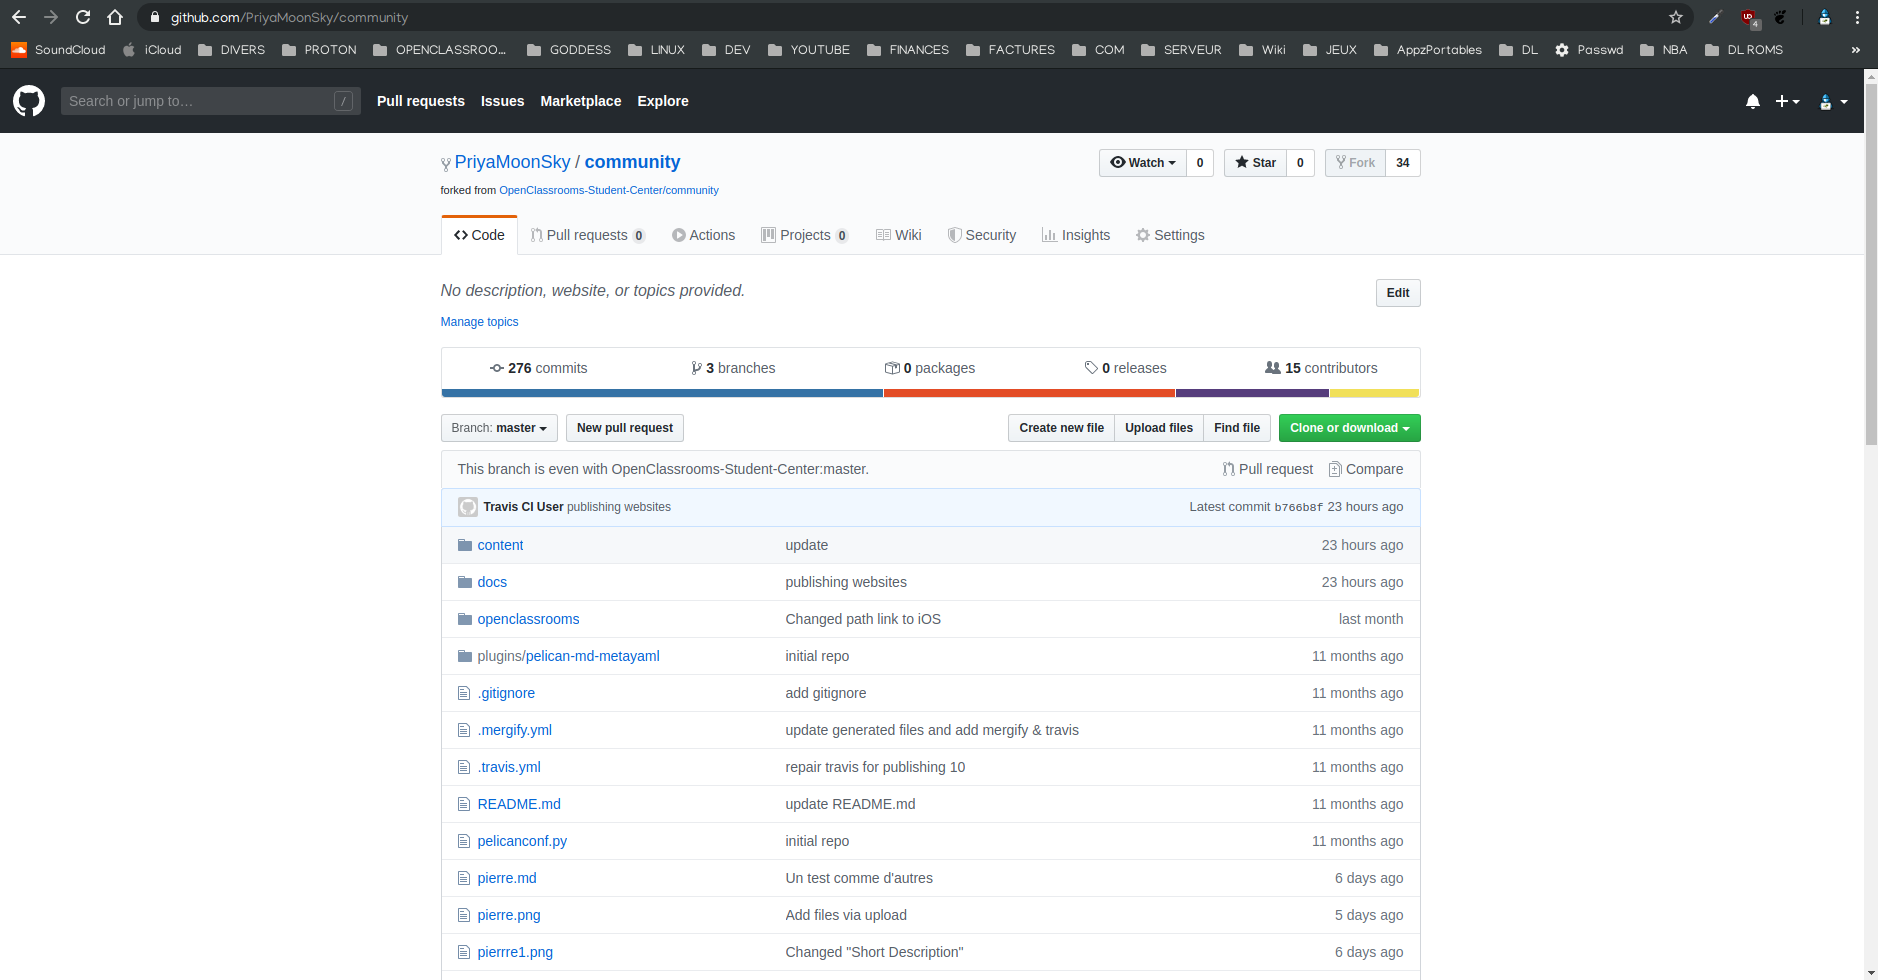 github.com/PriyaMoonSky/community
4
SoundCloud iCloud DIVERS PROTON OPENCLASSROO... GODDESS LINUX DEV YOUTUBE FINANCES FACTURES COM SERVEUR Wiki JEUX AppzPortables DL Passwd NBA DL ROMS »
Search or jump to… / Pull requests Issues Marketplace Explore
PriyaMoonSky / community Watch 0 Star 0 Fork 34
forked from OpenClassrooms-Student-Center/community
Code Pull requests 0 Actions Projects 0 Wiki Security Insights Settings
No description, website, or topics provided. Edit
Manage topics
276 commits 3 branches 0 packages 0 releases 15 contributors
Branch: master New pull request Create new file Upload files Find file Clone or download
This branch is even with OpenClassrooms-Student-Center:master. Pull request Compare
Travis CI User publishing websites Latest commit b766b8f 23 hours ago
content update 23 hours ago
docs publishing websites 23 hours ago
openclassrooms Changed path link to iOS last month
plugins/pelican-md-metayaml initial repo 11 months ago
.gitignore add gitignore 11 months ago
.mergify.yml update generated files and add mergify & travis 11 months ago
.travis.yml repair travis for publishing 10 11 months ago
README.md update README.md 11 months ago
pelicanconf.py initial repo 11 months ago
pierre.md Un test comme d'autres 6 days ago
pierre.png Add files via upload 5 days ago
pierrre1.png Changed "Short Description" 6 days ago